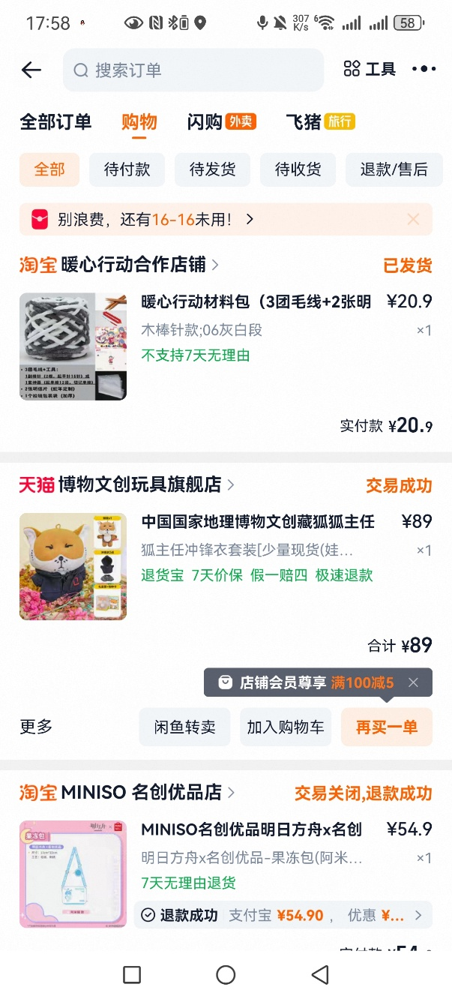 17:58
307 K/s
6
58
搜索订单
工具
全部订单 购物 闪购 外卖 飞猪 旅行
全部 待付款 待发货 待收货 退款/售后
别浪费，还有16-16未用！
淘宝 暖心行动合作店铺 已发货
暖心行动材料包（3团毛线+2张明 ¥20.9
木棒针款;06灰白段 ×1
不支持7天无理由
• 3团毛线+工具：
实付款 ¥20.9
天猫 博物文创玩具旗舰店 交易成功
中国国家地理博物文创藏狐狐主任 ¥89
狐主任冲锋衣套装[少量现货(娃... ×1
退货宝 7天价保 假一赔四 极速退款
合计 ¥89
店铺会员尊享 满100减5
更多 闲鱼转卖 加入购物车 再买一单
淘宝 MINISO 名创优品店 交易关闭,退款成功
果冻包
MINISO名创优品明日方舟x名创 ¥54.9
明日方舟x名创优品-果冻包(阿米... ×1
7天无理由退货
退款成功 支付宝 ¥54.90 ， 优惠 ¥...